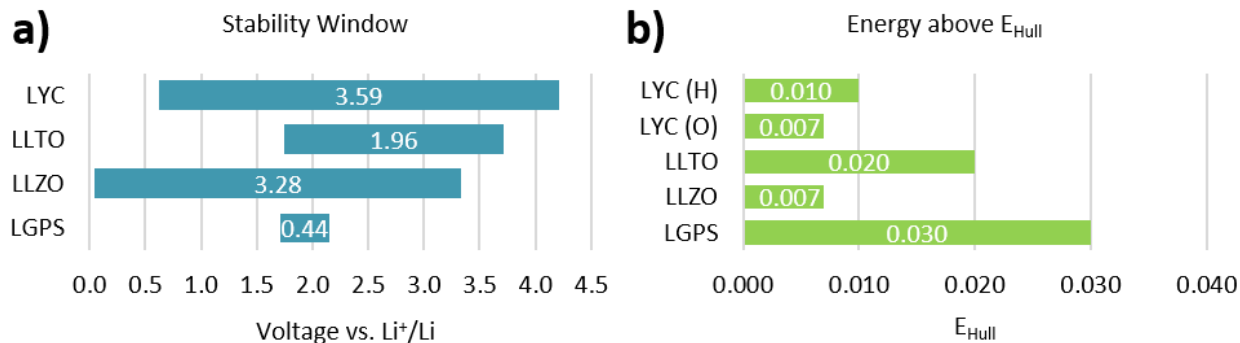 a)
Stability Window
LYC
3.59
LLTO
1.96
LLZO
3.28
LGPS
0.44
0.0 0.5 1.0 1.5 2.0 2.5 3.0 3.5 4.0 4.5
Voltage vs. Li⁺/Li
b)
Energy above E_Hull
LYC (H)
0.010
LYC (O)
0.007
LLTO
0.020
LLZO
0.007
LGPS
0.030
0.000 0.010 0.020 0.030 0.040
E_Hull